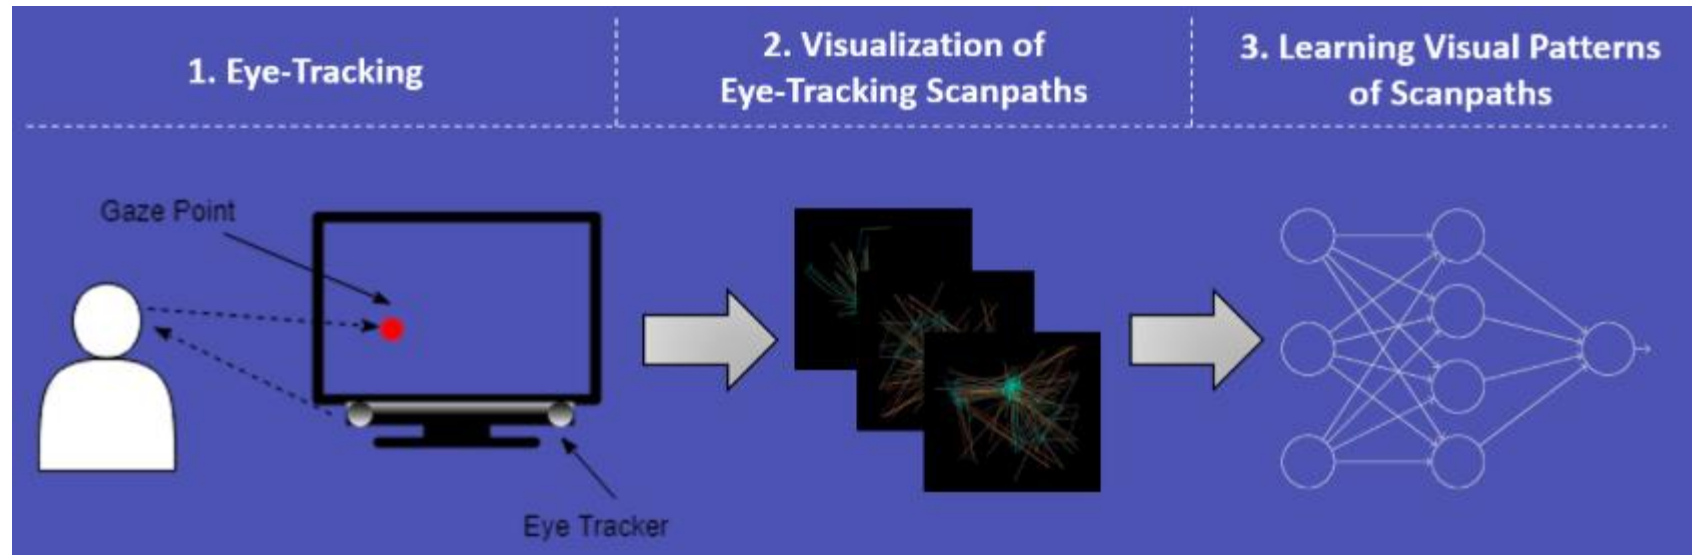 1. Eye-Tracking
2. Visualization of
Eye-Tracking Scanpaths
3. Learning Visual Patterns
of Scanpaths
Gaze Point
Eye Tracker